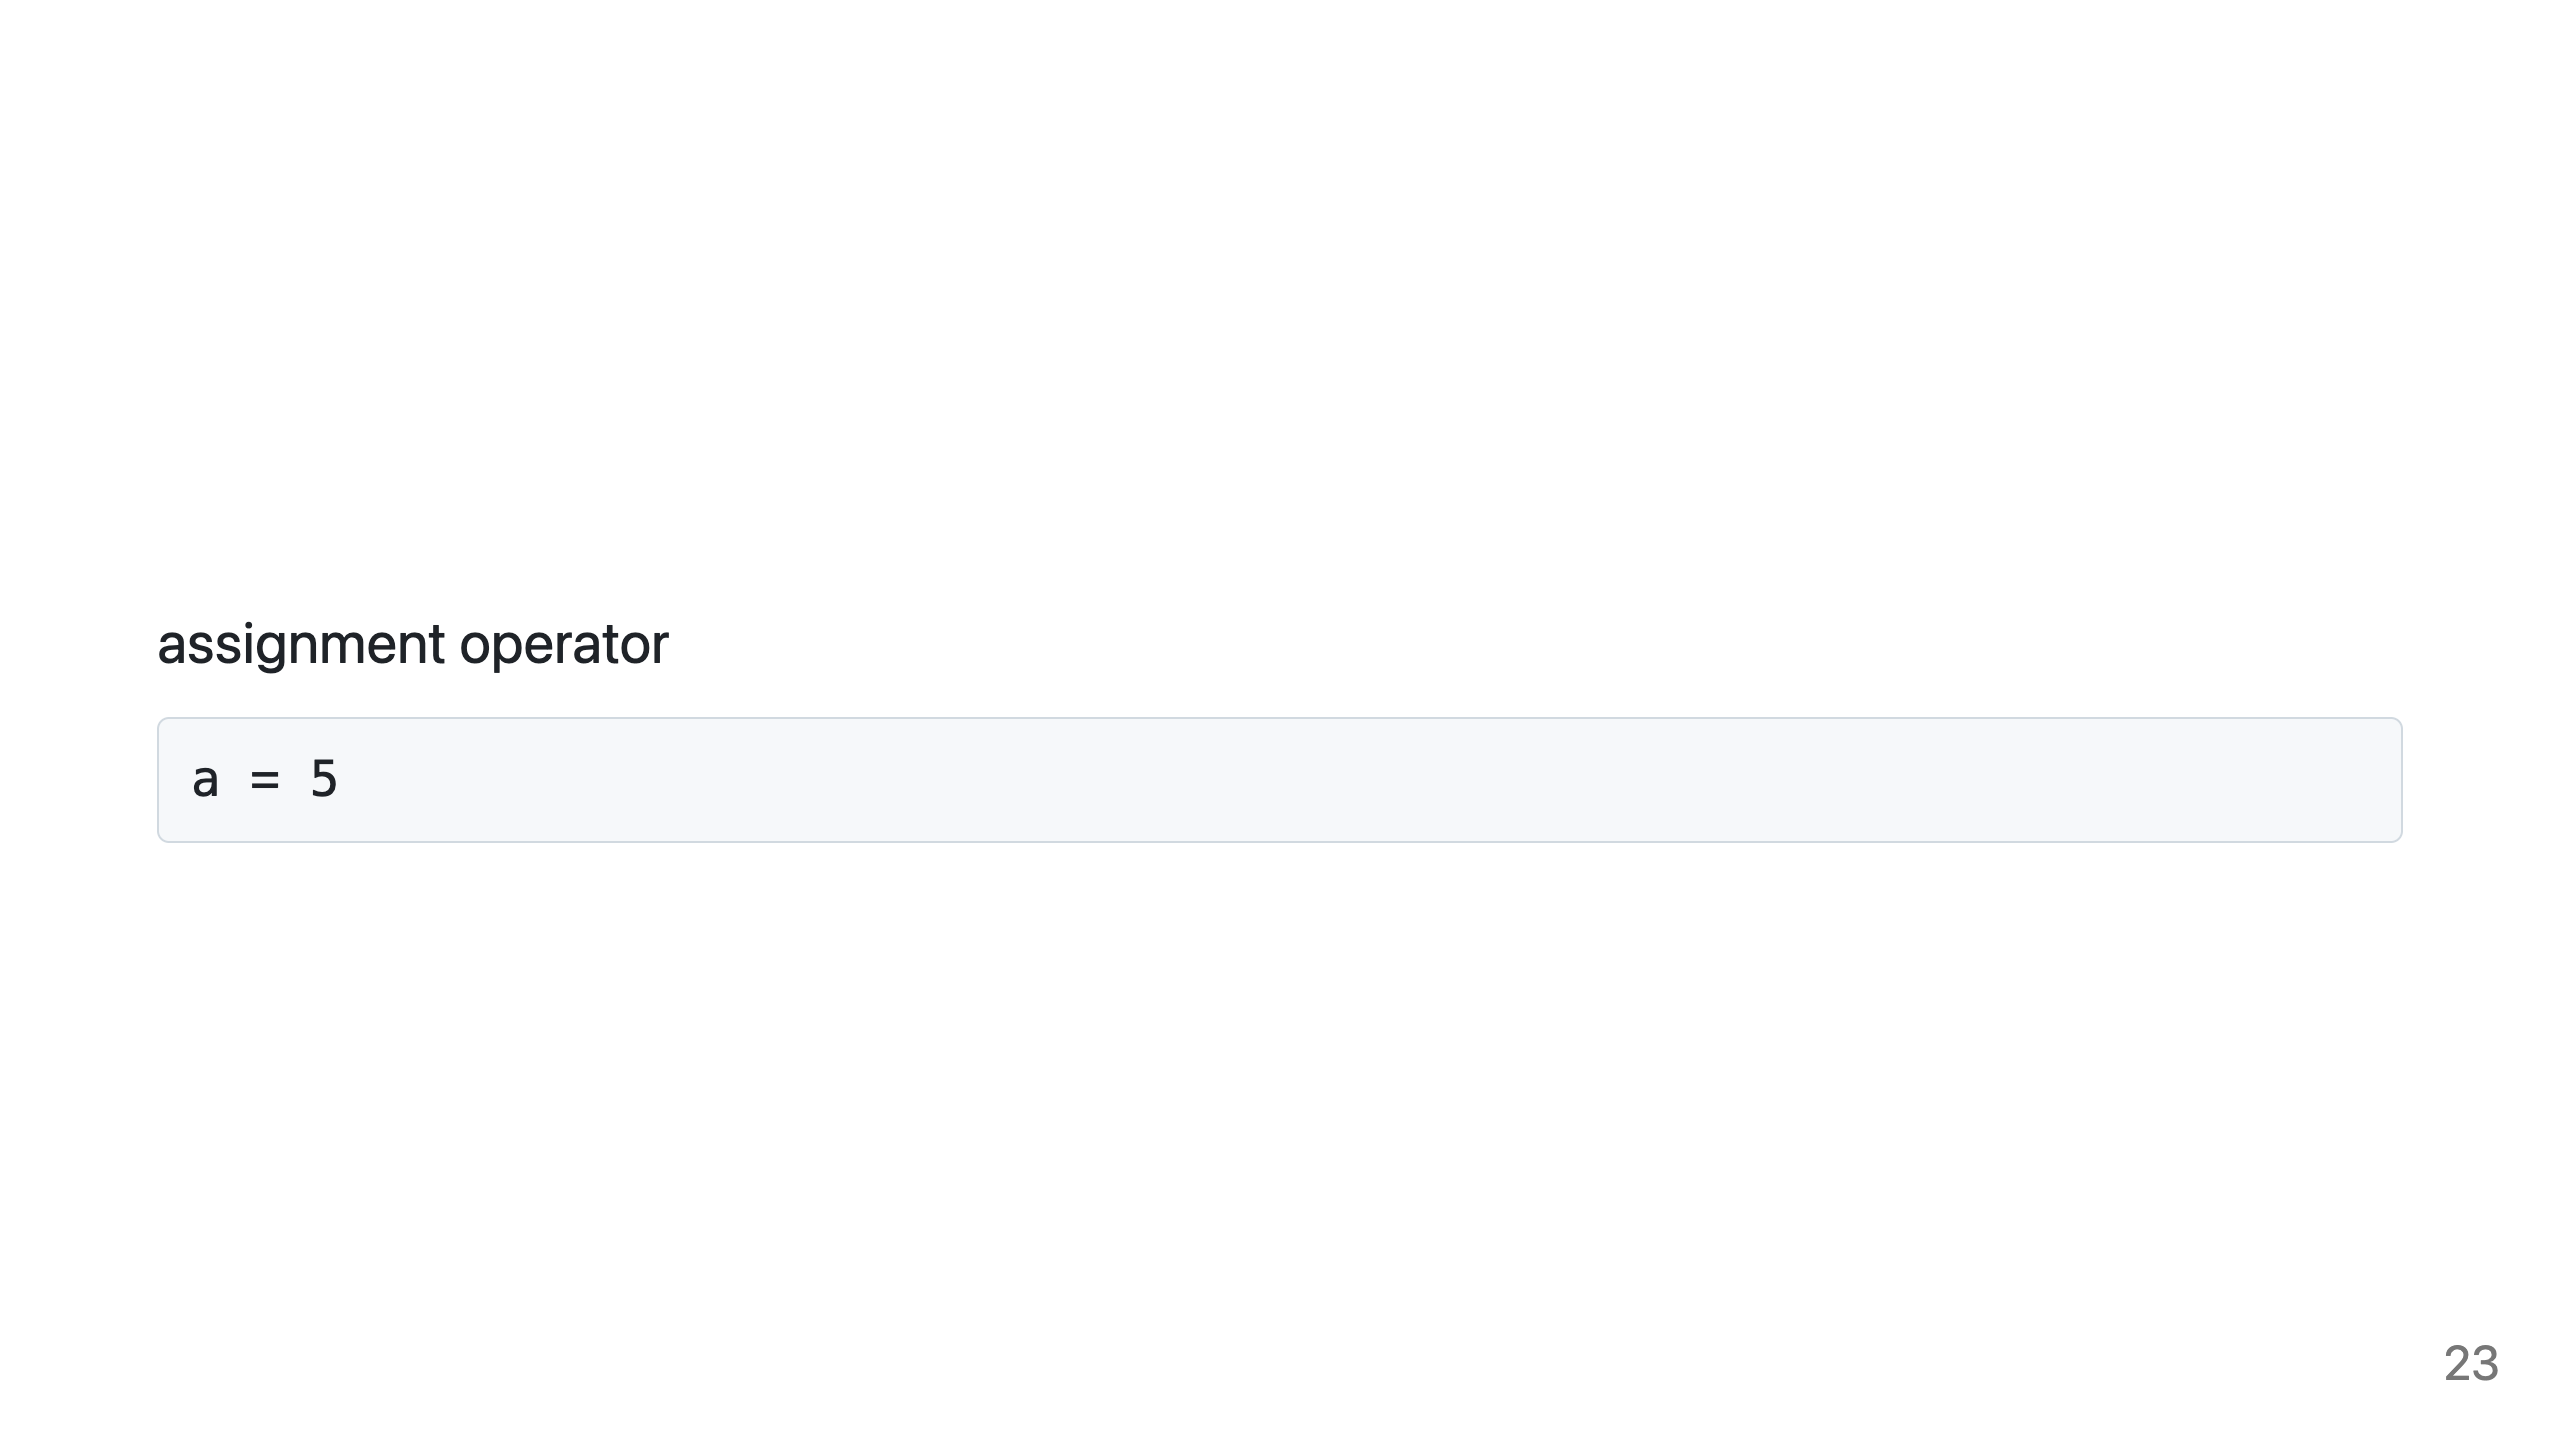 assignment operator
a = 5
23